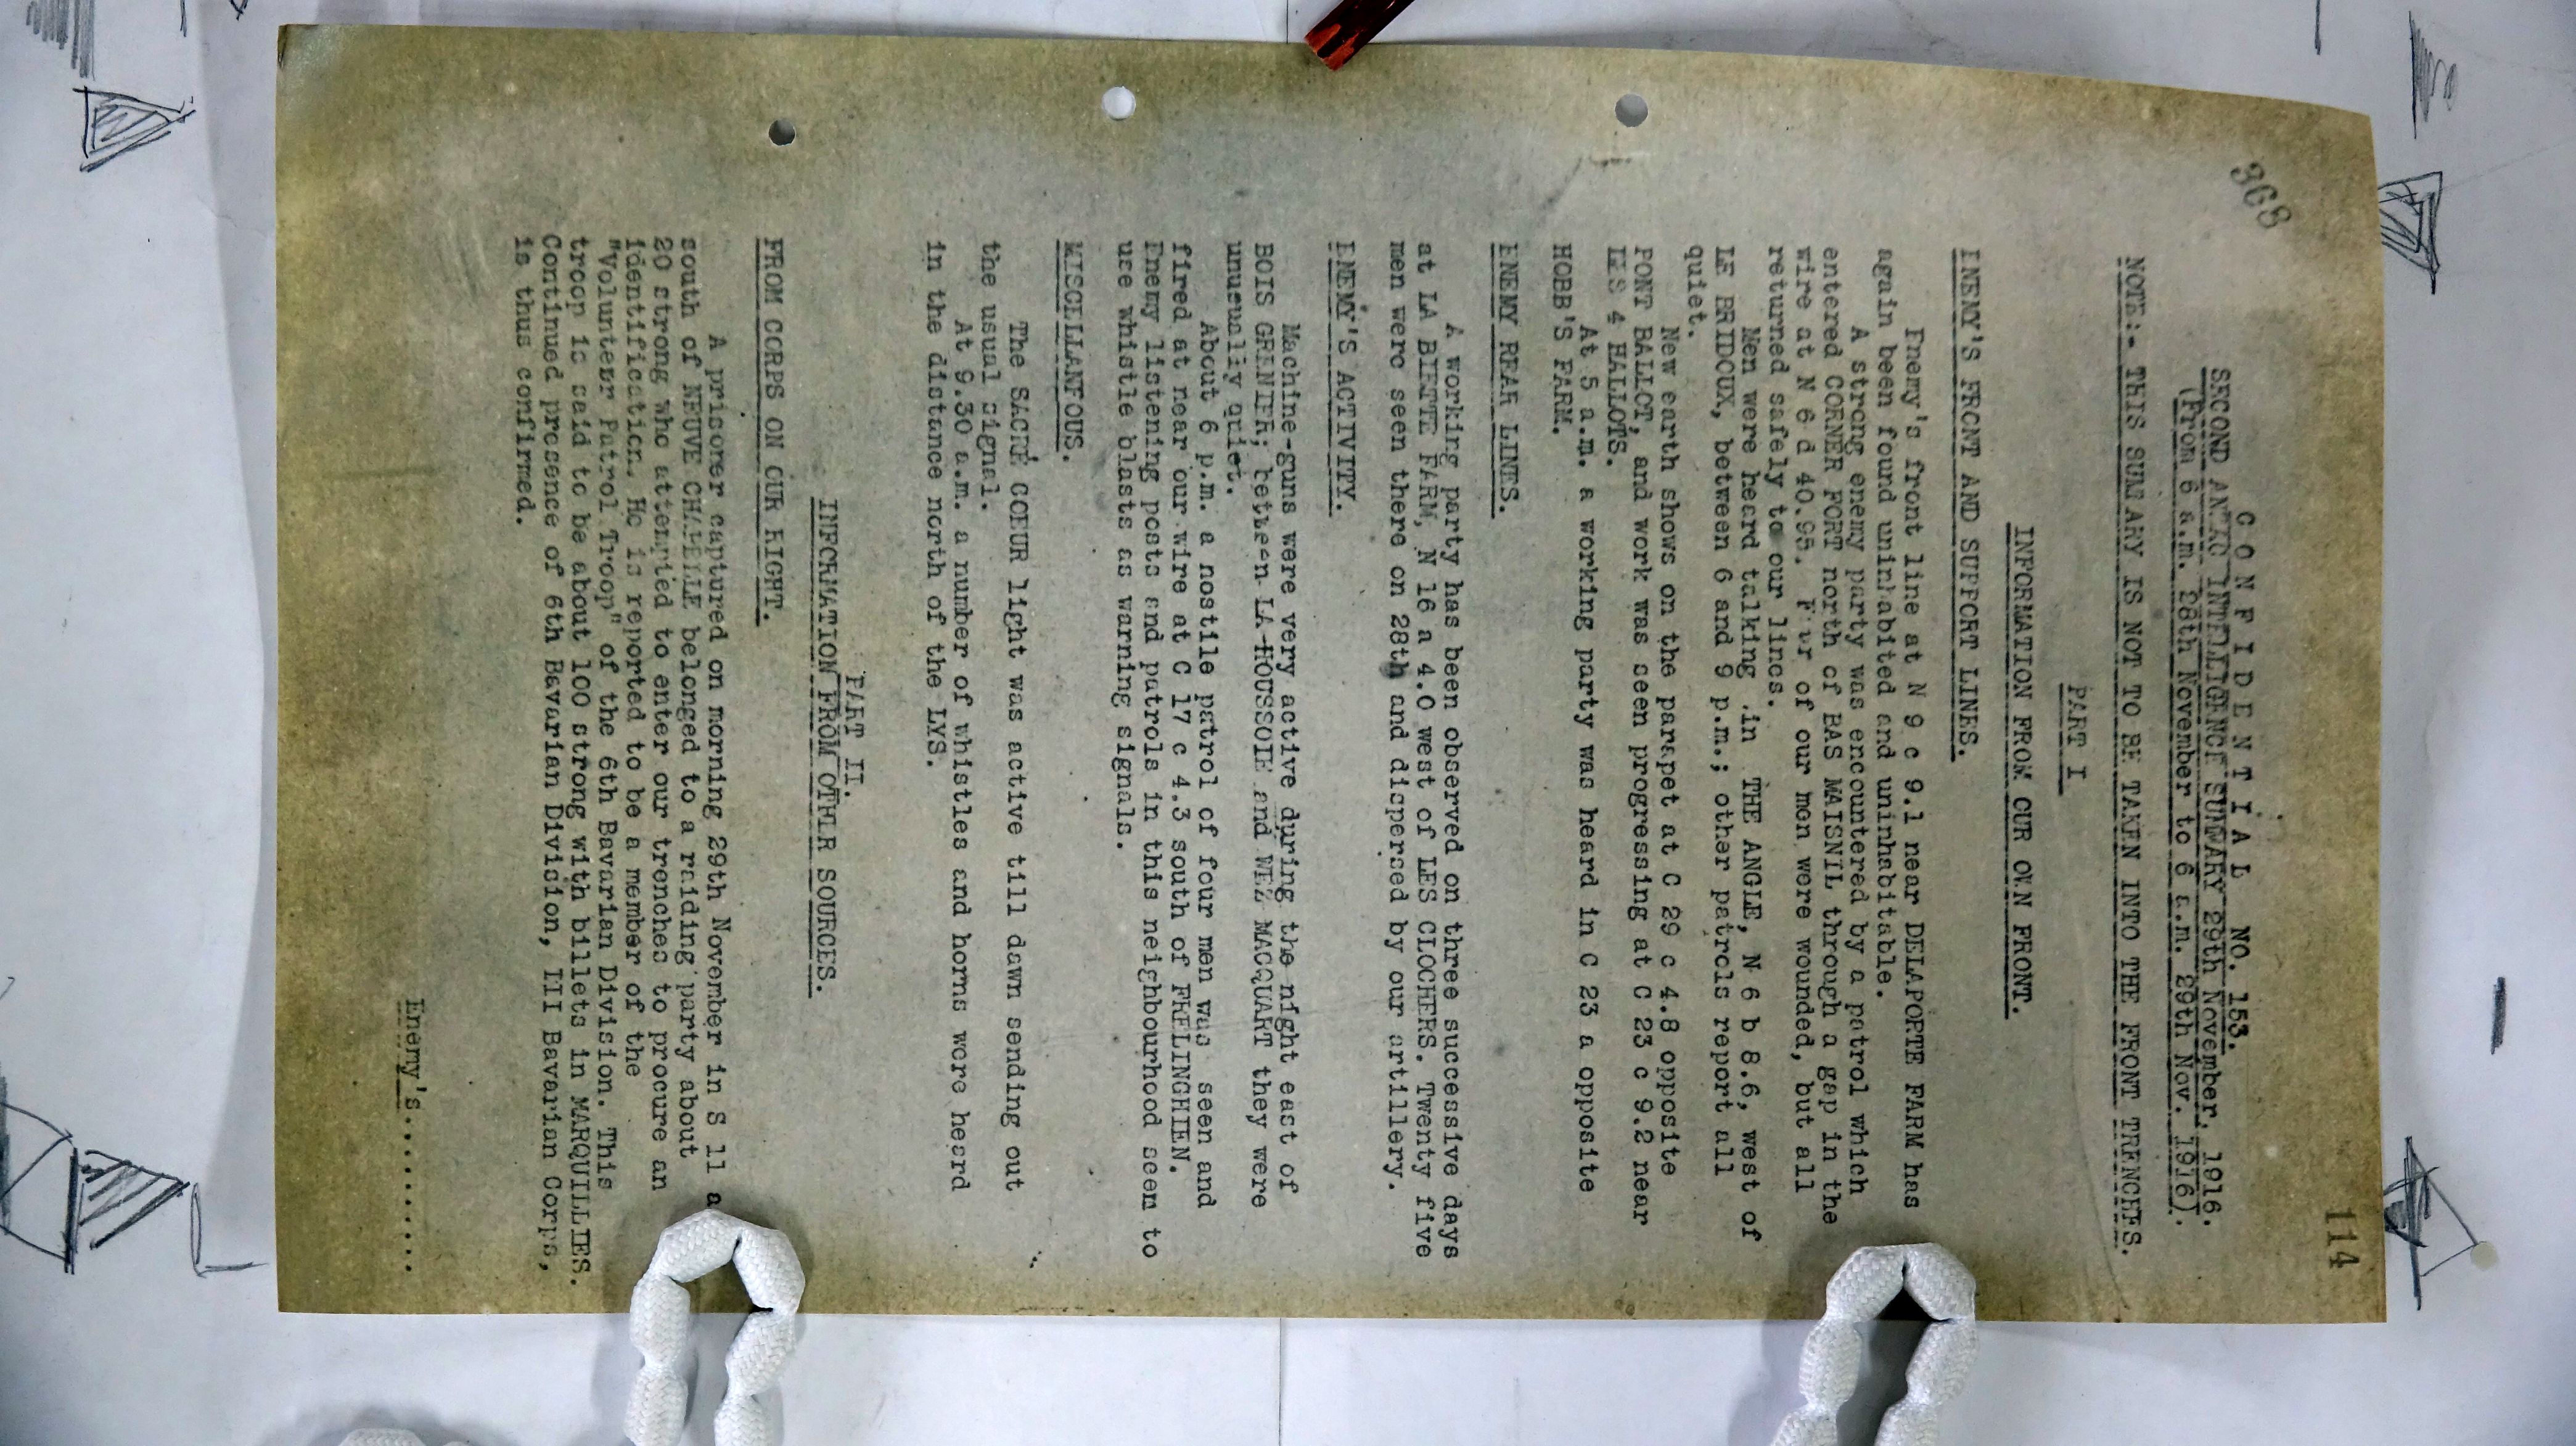 114
368
C O N F I D E N T I A L   NO. 153.
SECOND ANZAC INTELLIGENCE SUMMARY 29th November. 1916.
(From 6 a.m. 28th November to 6 a.m. 29th Nov. 1916).
NOTE:- THIS SUMMARY IS NOT TO BE TAKEN INTO THE FRONT TRENCHES.
PART I
INFORMATION FROM OUR OWN FRONT.
ENEMY'S FRONT AND SUPPORT LINES.
Enemy's front line at N 9 c 9.1 near DELAPORTE FARM has
again been found uninhabited and uninhabitable.
A strong enemy party was encountered by a patrol which
entered CORNER FORT north of BAS MAISNIL through a gap in the
wire at N 6 d 40.95. Four of our men were wounded, but all
returned safely to our lines.
Men were heard talking in THE ANGLE, N 6 b 8.6, west of
LE BRIDOUX, between 6 and 9 p.m.; other patrols report all
quiet.
New earth shows on the parapet at C 29 c 4.8 opposite
PONT BALLOT, and work was seen progressing at C 23 c 9.2 near
LES 4 HALLOTS.
At 5 a.m. a working party was heard in C 23 a opposite
HOBB'S FARM.
ENEMY REAR LINES.
A working party has been observed on three successive days
at LA BIETTE FARM, N 16 a 4.0 west of LES CLOCHERS. Twenty five
men were seen there on 28th and dispersed by our artillery.
ENEMY'S ACTIVITY.
Machine-guns were very active during the night east of
BOIS GRENIER; between LA HOUSSOIE and WEZ MACQUART they were
unusually quiet.
About 6 p.m. a hostile patrol of four men was seen and
fired at near our wire at C 17 c 4.3 south of FRELINGHIEN.
Enemy listening posts and patrols in this neighbourhood seem to
use whistle blasts as warning signals.
MISCELLANEOUS.
The SACRÉ COEUR light was active till dawn sending out
the usual signal.
At 9.30 a.m. a number of whistles and horns were heard
in the distance north of the LYS.
PART II.
INFORMATION FROM OTHER SOURCES.
FROM CORPS ON OUR RIGHT.
A prisoner captured on morning 29th November in S 11 a
south of NEUVE CHAPELLE belonged to a raiding party about
20 strong who attempted to enter our trenches to procure an
identification. He is reported to be a member of the
"Volunteer Patrol Troop" of the 6th Bavarian Division. This
troop is said to be about 100 strong with billets in MARQUILLIES.
Continued presence of 6th Bavarian Division, III Bavarian Corps,
is thus confirmed.
Enemy's..........